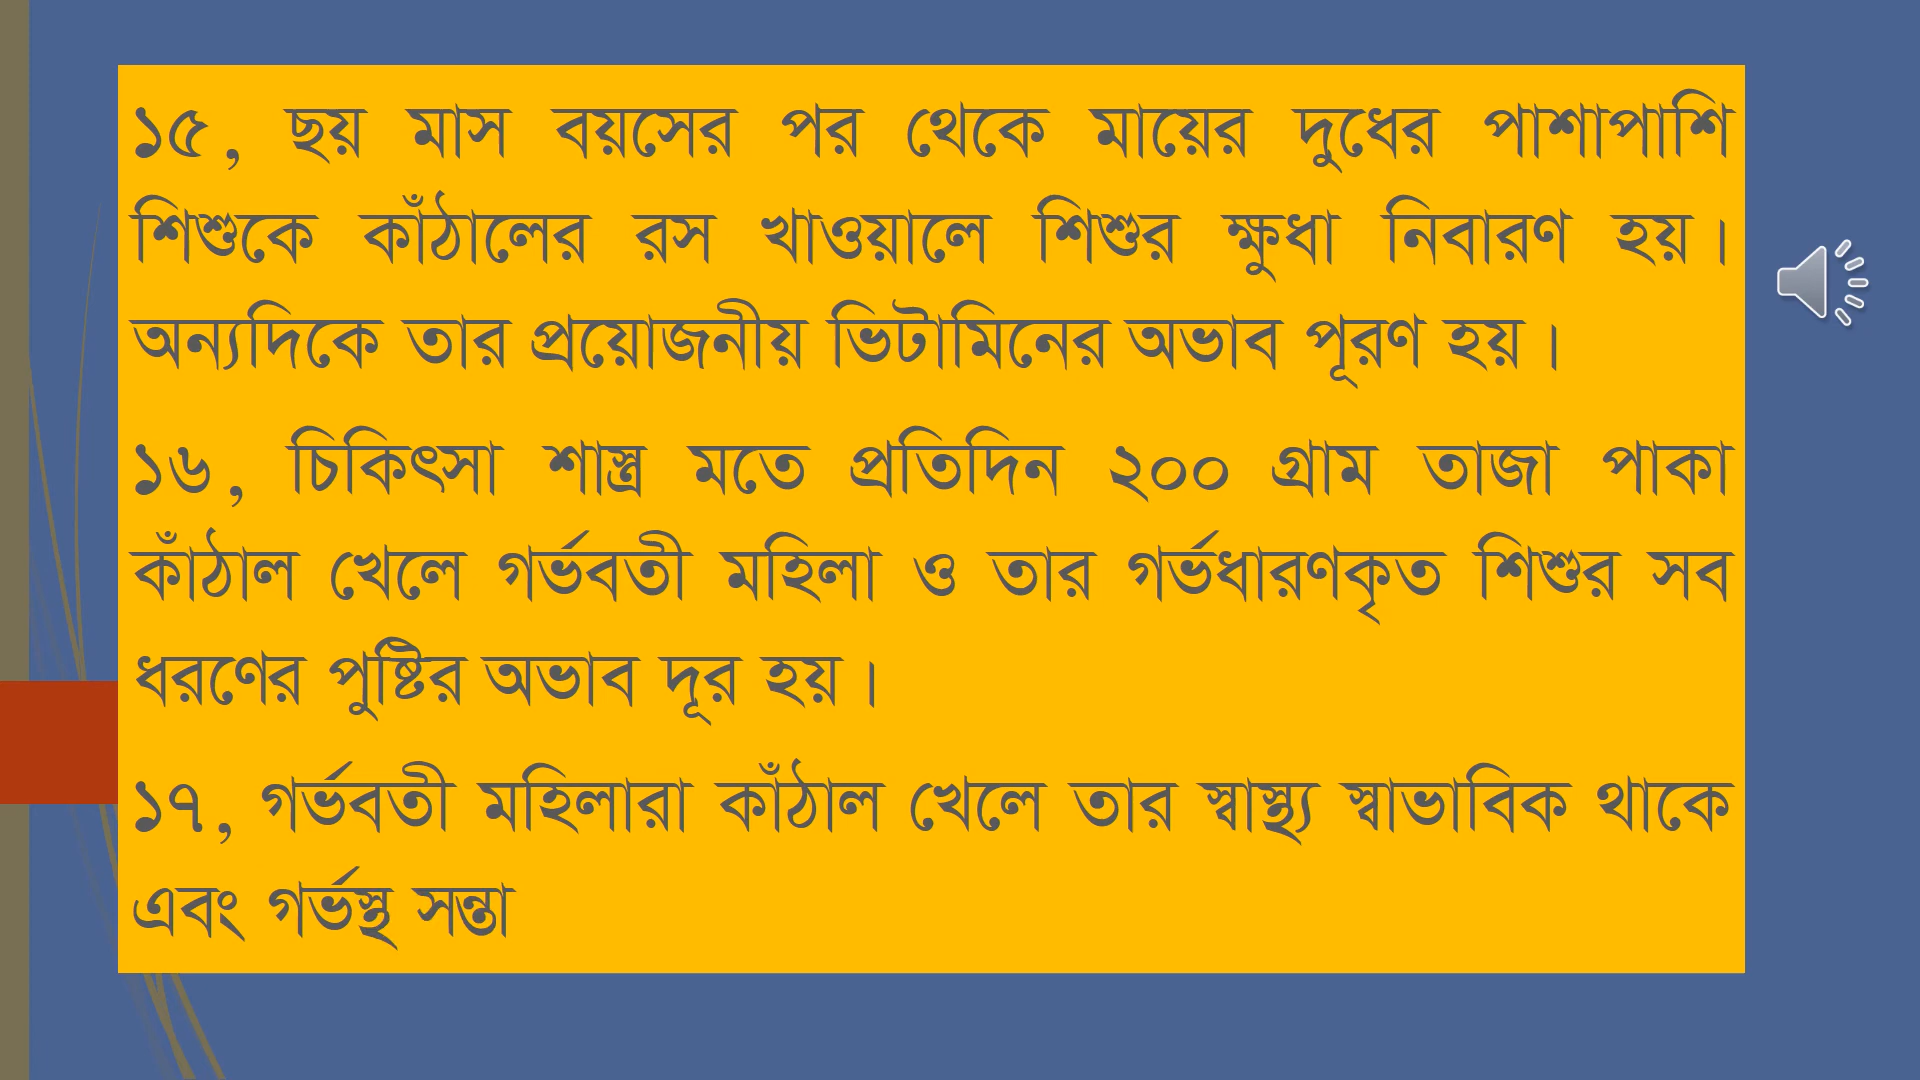 ১৫, ছয় মাস বয়সের পর থেকে মায়ের দুধের পাশাপাশি
শিশুকে কাঁঠালের রস খাওয়ালে শিশুর ক্ষুধা নিবারণ হয়।
অন্যদিকে তার প্রয়োজনীয় ভিটামিনের অভাব পূরণ হয়।
১৬, চিকিৎসা শাস্ত্র মতে প্রতিদিন ২০০ গ্রাম তাজা পাকা
কাঁঠাল খেলে গর্ভবতী মহিলা ও তার গর্ভধারণকৃত শিশুর সব
ধরণের পুষ্টির অভাব দূর হয়।
১৭, গর্ভবতী মহিলারা কাঁঠাল খেলে তার স্বাস্থ্য স্বাভাবিক থাকে
এবং গর্ভস্থ সন্তা